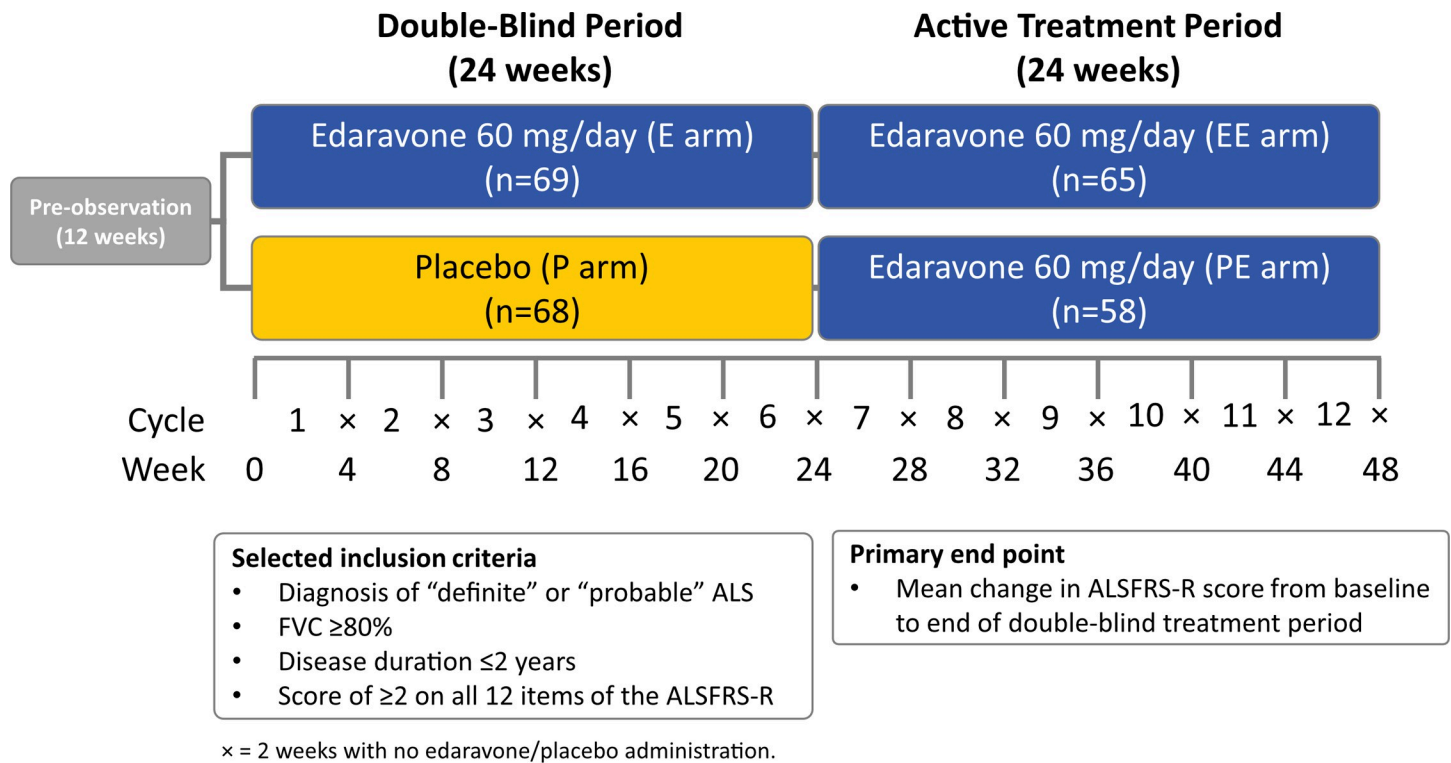 Double-Blind Period
(24 weeks)
Active Treatment Period
(24 weeks)
Pre-observation
(12 weeks)
Edaravone 60 mg/day (E arm)
(n=69)
Edaravone 60 mg/day (EE arm)
(n=65)
Placebo (P arm)
(n=68)
Edaravone 60 mg/day (PE arm)
(n=58)
Cycle 1 × 2 × 3 × 4 × 5 × 6 × 7 × 8 × 9 × 10 × 11 × 12 ×
Week 0 4 8 12 16 20 24 28 32 36 40 44 48
Selected inclusion criteria
• Diagnosis of “definite” or “probable” ALS
• FVC ≥80%
• Disease duration ≤2 years
• Score of ≥2 on all 12 items of the ALSFRS-R
Primary end point
• Mean change in ALSFRS-R score from baseline
to end of double-blind treatment period
× = 2 weeks with no edaravone/placebo administration.